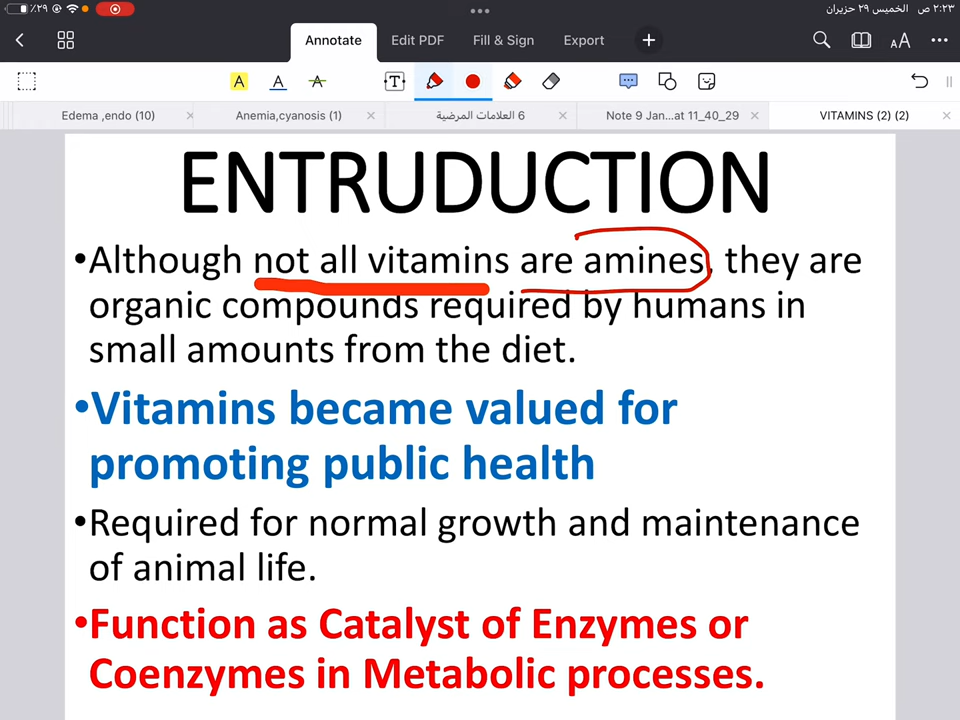 ٪٢٩ ٢:٢٣ ص الخميس ٢٩ حزيران
Annotate Edit PDF Fill & Sign Export
AA
A A A T
Edema ,endo (10) Anemia,cyanosis (1) 6 العلامات المرضية Note 9 Jan...at 11_40_29 VITAMINS (2) (2)
ENTRUDUCTION
•Although not all vitamins are amines, they are
organic compounds required by humans in
small amounts from the diet.
•Vitamins became valued for
promoting public health
•Required for normal growth and maintenance
of animal life.
•Function as Catalyst of Enzymes or
Coenzymes in Metabolic processes.